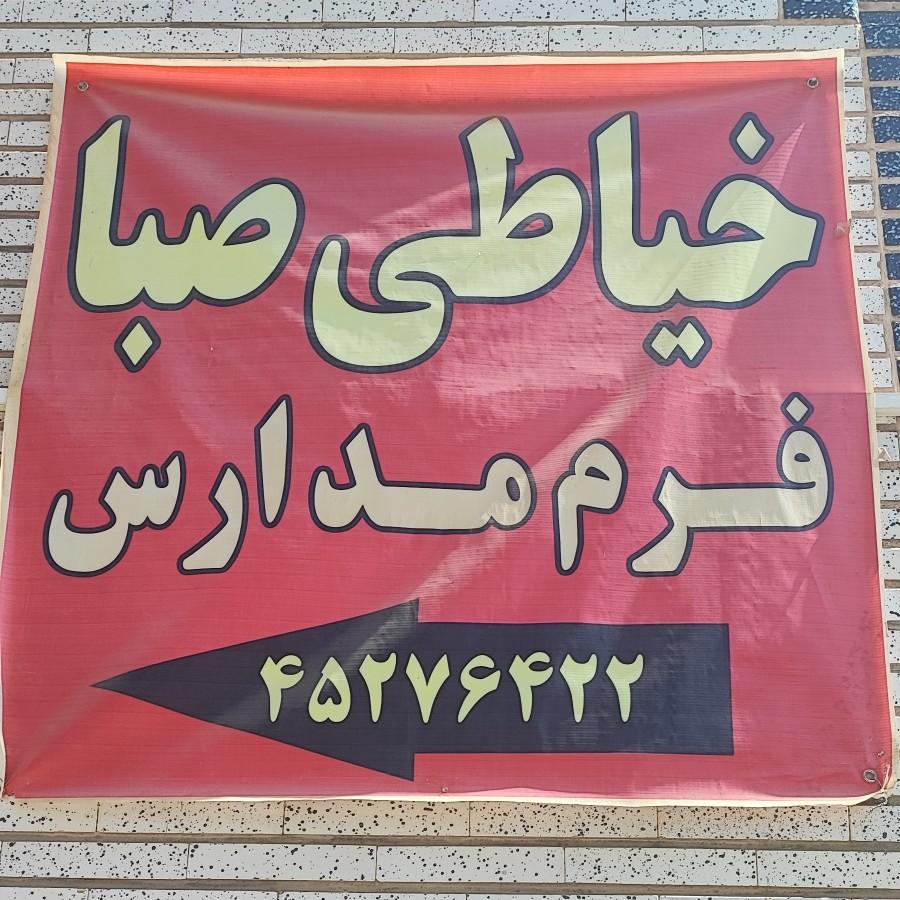 خیاطی صبا
فرم مدارس
۴۵۲۷۶۴۲۲